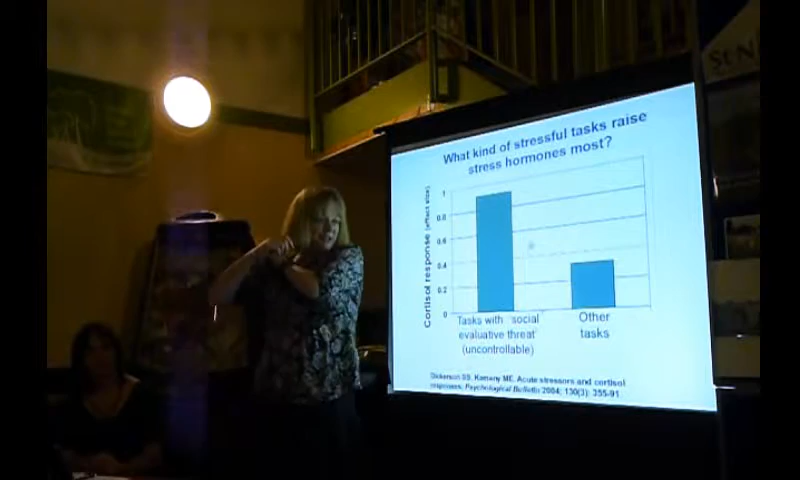 What kind of stressful tasks raise
stress hormones most?
Cortisol response (effect size)
1
0.8
0.6
0.4
0.2
0
Tasks with 'social
evaluative threat'
(uncontrollable)
Other
tasks
Dickerson SS, Kemeny ME. Acute stressors and cortisol
responses. Psychological Bulletin 2004; 130(3): 355-91